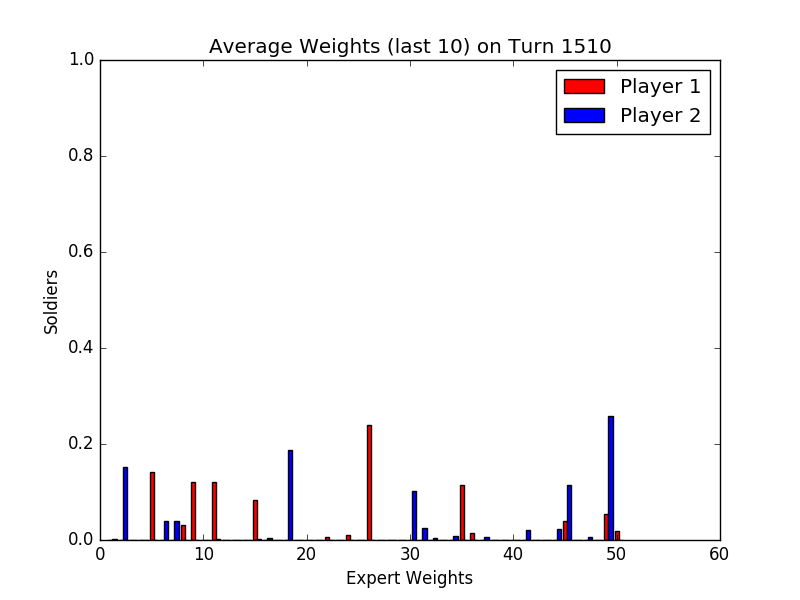 Average Weights (last 10) on Turn 1510
1.0
Player 1
Player 2
0.8
0.6
Soldiers
0.4
0.2
0.0
0 10 20 30 40 50 60
Expert Weights